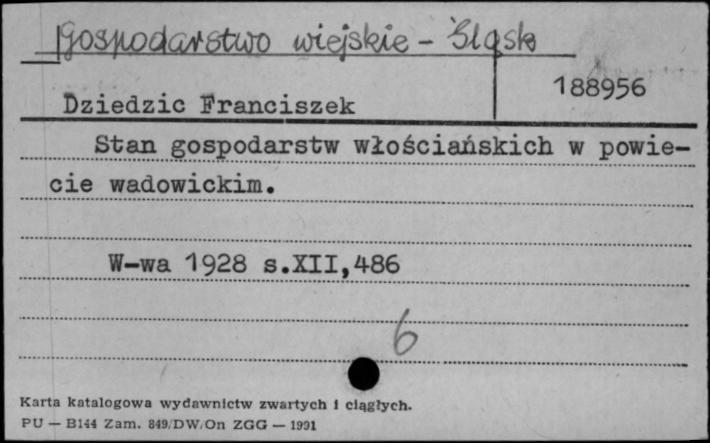 Gospodarstwo wiejskie - Śląsk
188956
Dziedzic Franciszek
Stan gospodarstw włościańskich w powie-
cie wadowickim.
W-wa 1928 s.XII,486
6
Karta katalogowa wydawnictw zwartych i ciągłych.
PU — B144 Zam. 849/DW/On ZGG — 1991